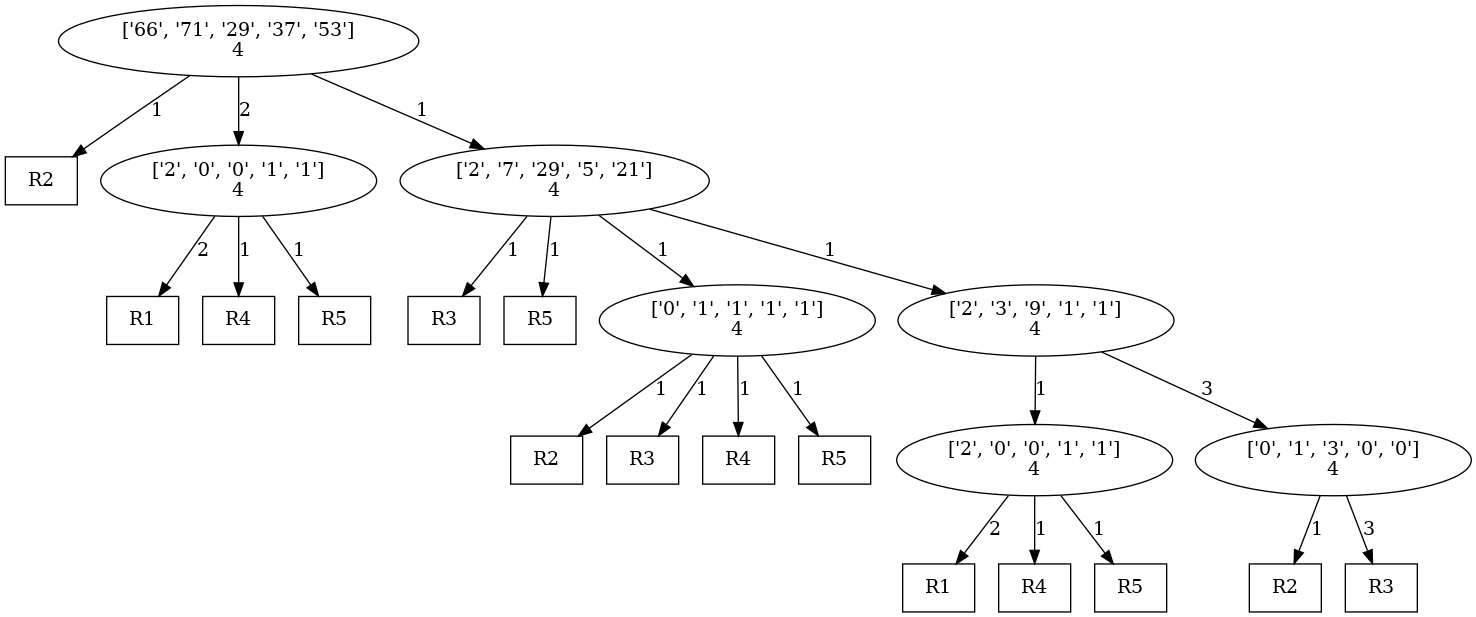 ['66', '71', '29', '37', '53']
4
1
2
1
R2
['2', '0', '0', '1', '1']
4
['2', '7', '29', '5', '21']
4
2
1
1
1
1
1
1
R1
R4
R5
R3
R5
['0', '1', '1', '1', '1']
4
['2', '3', '9', '1', '1']
4
1
1
1
1
1
3
R2
R3
R4
R5
['2', '0', '0', '1', '1']
4
['0', '1', '3', '0', '0']
4
2
1
1
1
3
R1
R4
R5
R2
R3